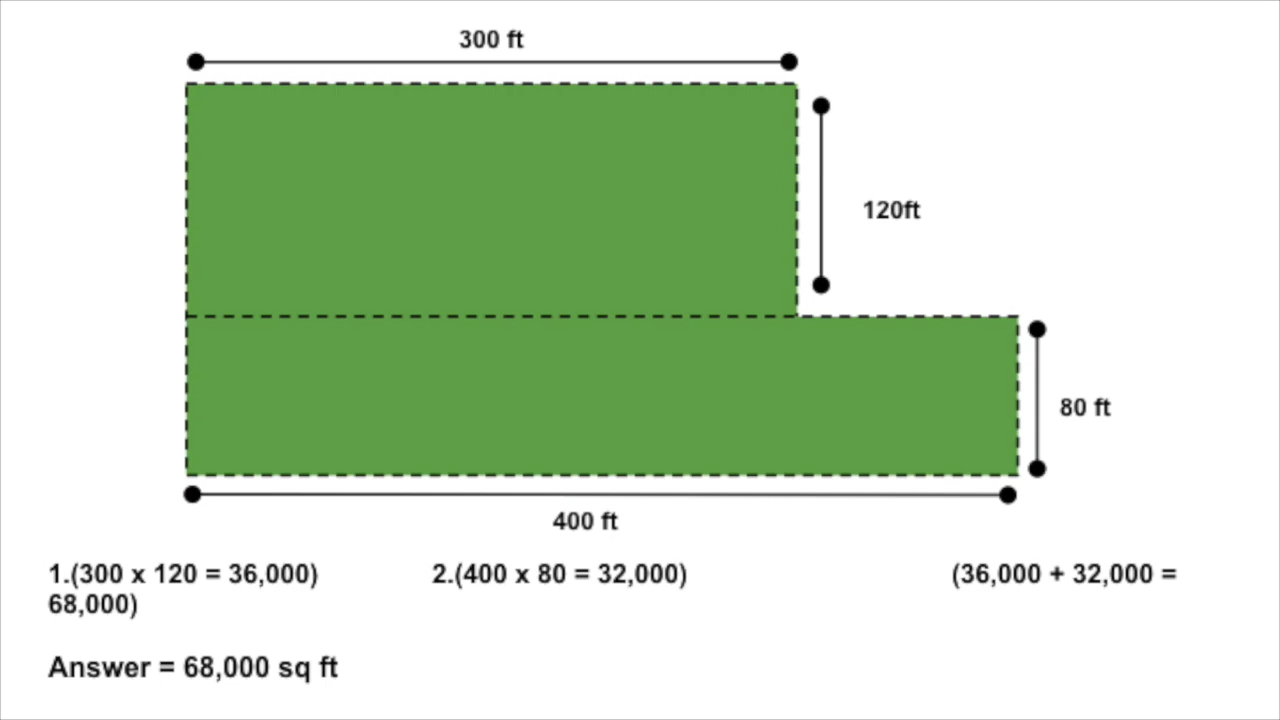 300 ft
120ft
80 ft
400 ft
1.(300 x 120 = 36,000) 2.(400 x 80 = 32,000) (36,000 + 32,000 =
68,000)
Answer = 68,000 sq ft